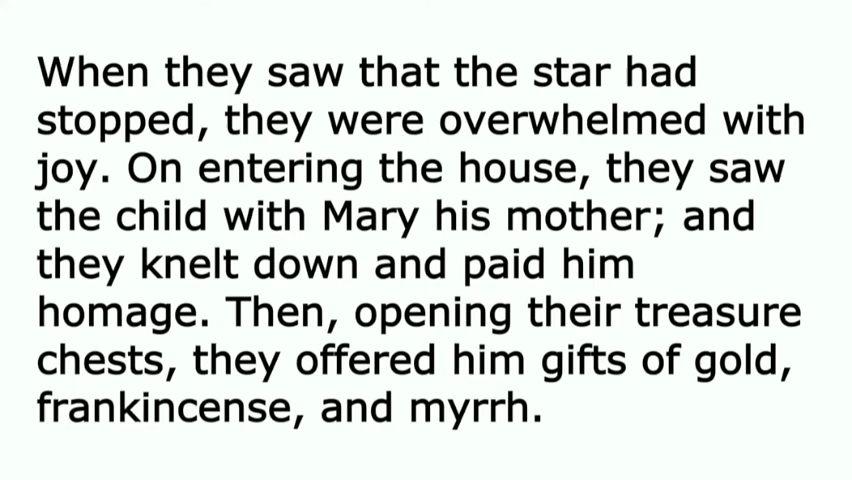 When they saw that the star had
stopped, they were overwhelmed with
joy. On entering the house, they saw
the child with Mary his mother; and
they knelt down and paid him
homage. Then, opening their treasure
chests, they offered him gifts of gold,
frankincense, and myrrh.